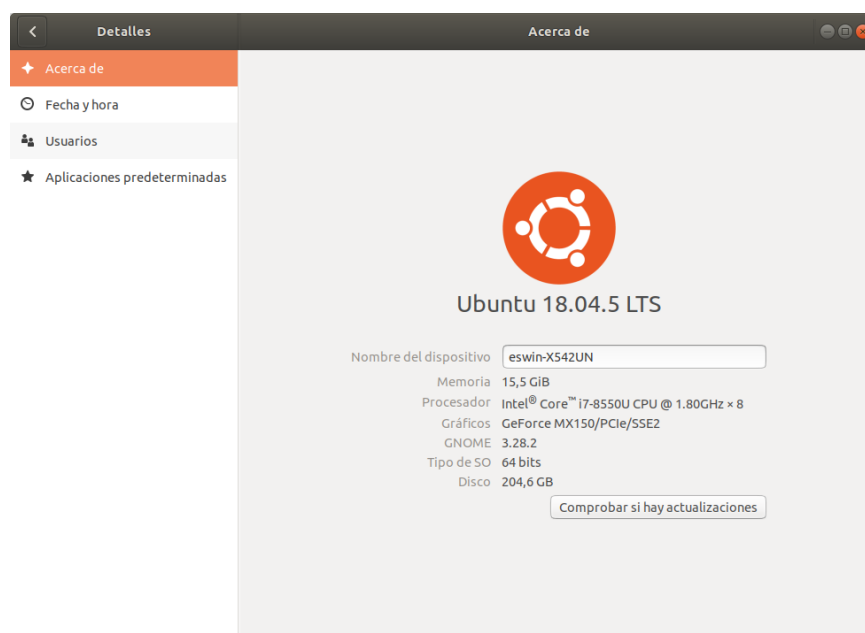 Detalles
Acerca de
Acerca de
Fecha y hora
Usuarios
Aplicaciones predeterminadas
Ubuntu 18.04.5 LTS
Nombre del dispositivo eswin-X542UN
Memoria 15,5 GiB
Procesador Intel® Core™ i7-8550U CPU @ 1.80GHz × 8
Gráficos GeForce MX150/PCIe/SSE2
GNOME 3.28.2
Tipo de SO 64 bits
Disco 204,6 GB
Comprobar si hay actualizaciones